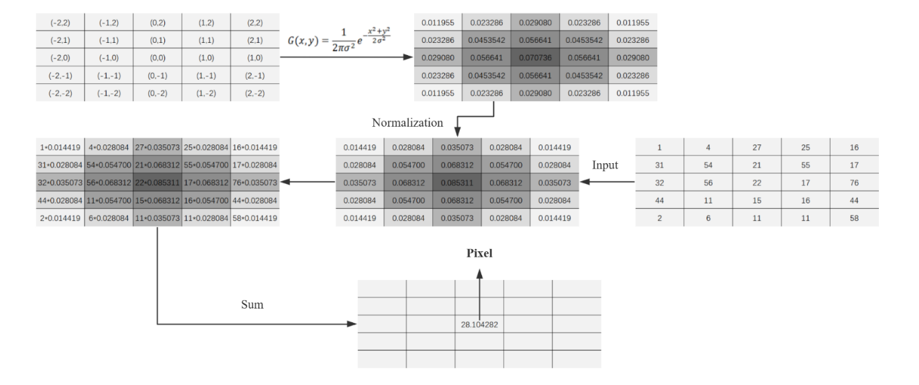 (-2,2) (-1,2) (0,2) (1,2) (2,2)
(-2,1) (-1,1) (0,1) (1,1) (2,1)
(-2,0) (-1,0) (0,0) (1,0) (1,0)
(-2,-1) (-1,-1) (0,-1) (1,-1) (2,-1)
(-2,-2) (-1,-2) (0,-2) (1,-2) (2,-2)
G(x,y) = 1/(2πσ²) e^(-(x²+y²)/(2σ²))
0.011955 0.023286 0.029080 0.023286 0.011955
0.023286 0.0453542 0.056641 0.0453542 0.023286
0.029080 0.056641 0.070736 0.056641 0.029080
0.023286 0.0453542 0.056641 0.0453542 0.023286
0.011955 0.023286 0.029080 0.023286 0.011955
Normalization
1*0.014419 4*0.028084 27*0.035073 25*0.028084 16*0.014419
31*0.028084 54*0.054700 21*0.068312 55*0.054700 17*0.028084
32*0.035073 56*0.068312 22*0.085311 17*0.068312 76*0.035073
44*0.028084 11*0.054700 15*0.068312 16*0.054700 44*0.028084
2*0.014419 6*0.028084 11*0.035073 11*0.028084 58*0.014419
0.014419 0.028084 0.035073 0.028084 0.014419
0.028084 0.054700 0.068312 0.054700 0.028084
0.035073 0.068312 0.085311 0.068312 0.035073
0.028084 0.054700 0.068312 0.054700 0.028084
0.014419 0.028084 0.035073 0.028084 0.014419
Input
1 4 27 25 16
31 54 21 55 17
32 56 22 17 76
44 11 15 16 44
2 6 11 11 58
Pixel
Sum
28.104282